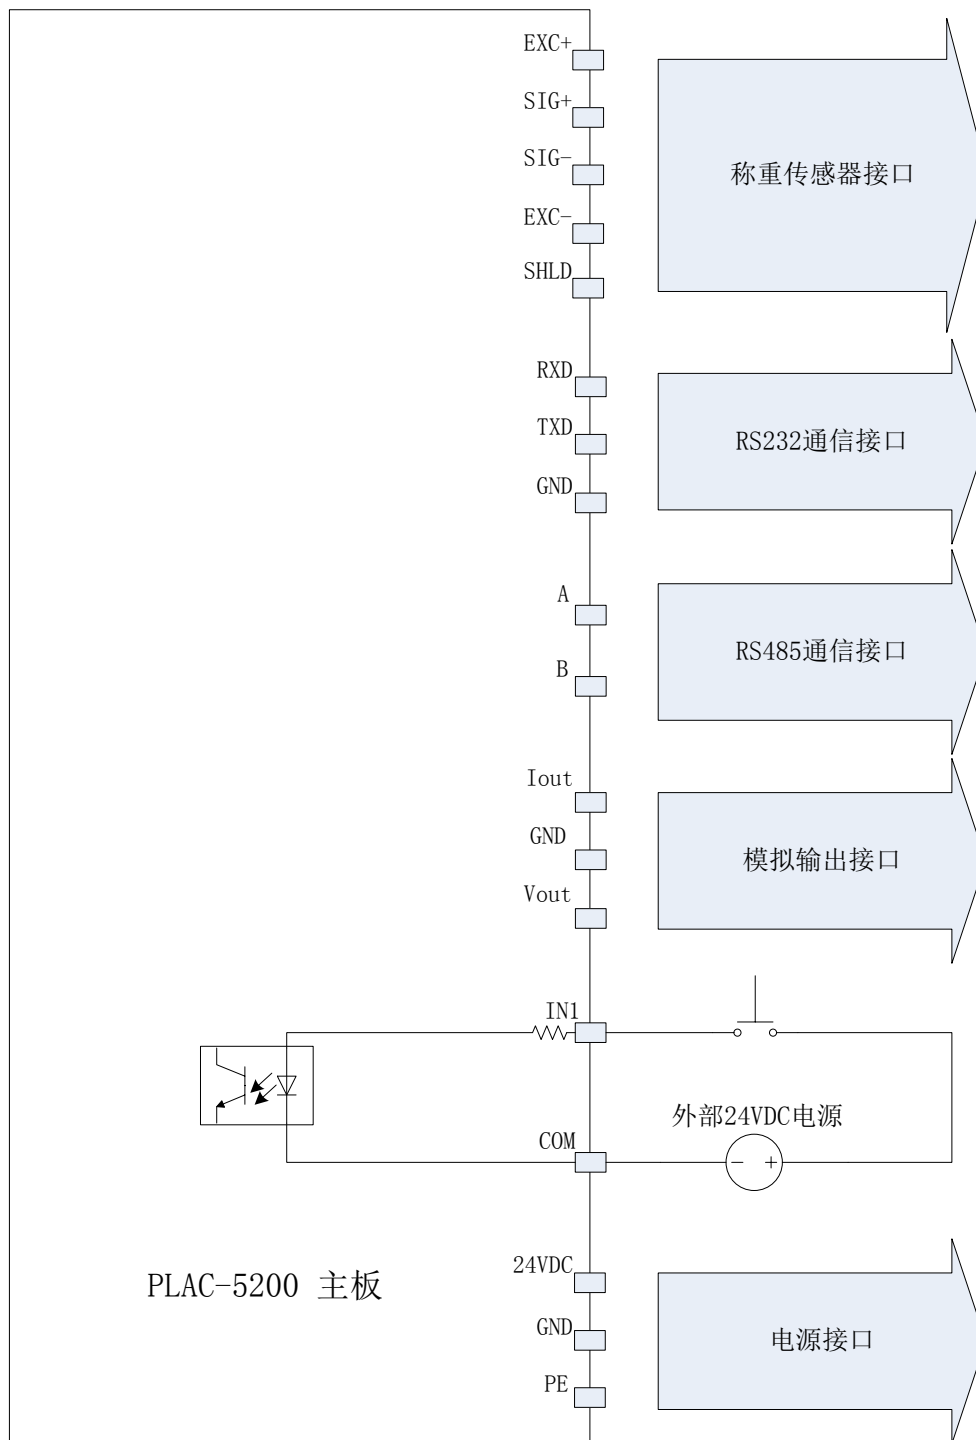 EXC+
SIG+
SIG-
EXC-
SHLD
称重传感器接口
RXD
TXD
GND
RS232通信接口
A
B
RS485通信接口
Iout
GND
Vout
模拟输出接口
IN1
外部24VDC电源
COM
- +
PLAC-5200 主板
24VDC
GND
PE
电源接口